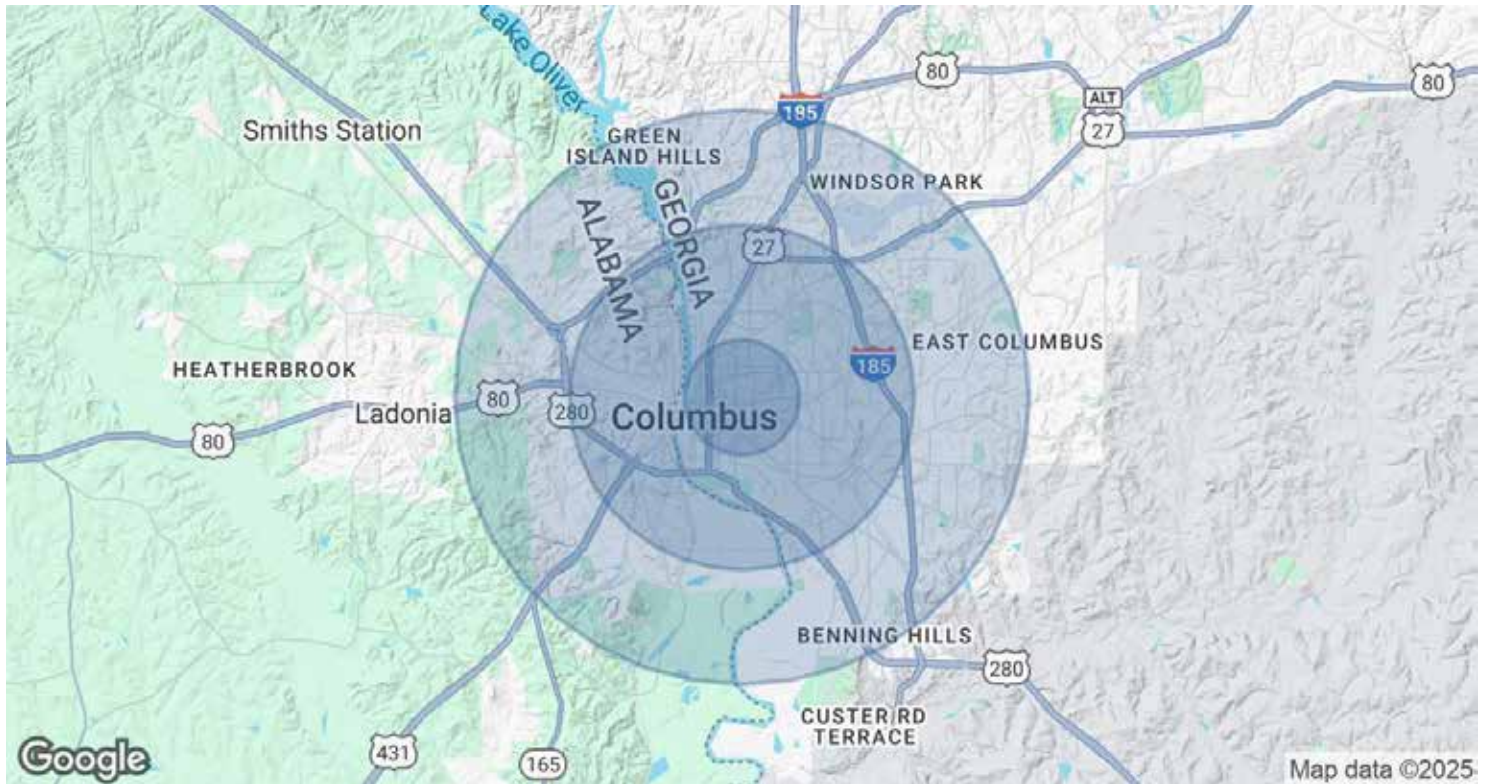 Lake Oliver
80
80
185
ALT
27
Smiths Station
GREEN
ISLAND HILLS
WINDSOR PARK
GEORGIA
ALABAMA
27
EAST COLUMBUS
185
HEATHERBROOK
Ladonia
80
280
Columbus
80
BENNING HILLS
280
CUSTER RD
TERRACE
431
165
Google
Map data ©2025